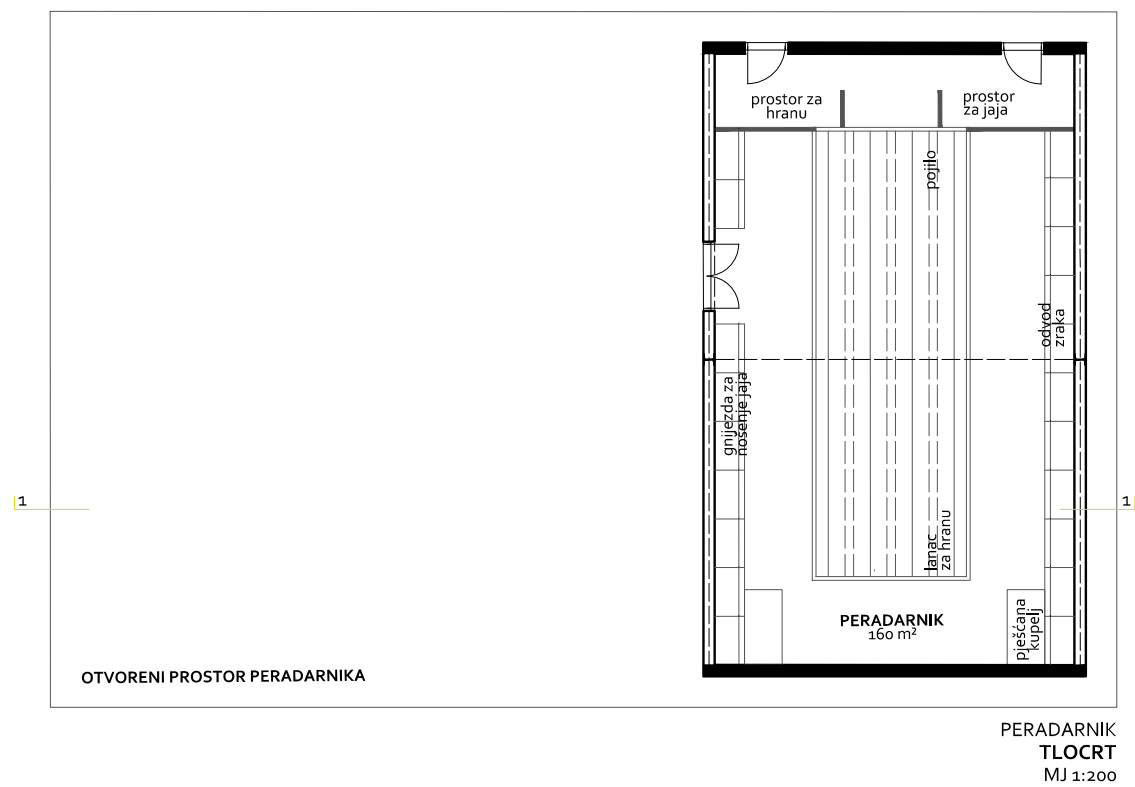 prostor za
hranu
prostor
za jaja
pojilo
odvod
zraka
gnijezda za
nošenje jaja
1
1
lanac
za hranu
PERADARNIK
160 m²
pješćana
kupelj
OTVORENI PROSTOR PERADARNIKA
PERADARNIK
TLOCRT
MJ 1:200